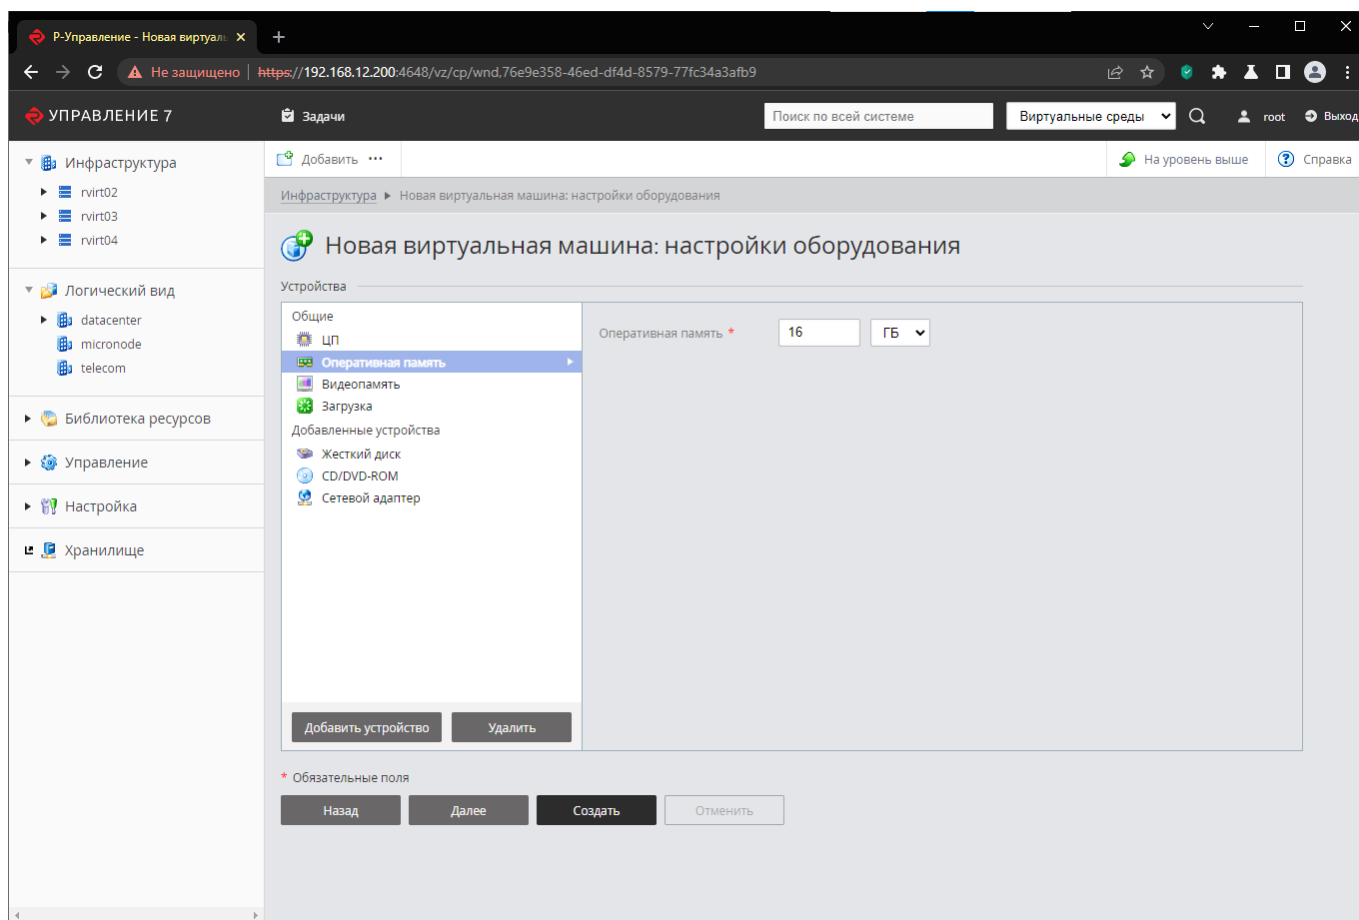 Р-Управление - Новая виртуаль
Не защищено https://192.168.12.200:4648/vz/cp/wnd,76e9e358-46ed-df4d-8579-77fc34a3afb9
УПРАВЛЕНИЕ 7 Задачи Поиск по всей системе Виртуальные среды root Выход
Добавить ••• На уровень выше Справка
Инфраструктура
rvirt02
rvirt03
rvirt04
Логический вид
datacenter
micronode
telecom
Библиотека ресурсов
Управление
Настройка
Хранилище
Инфраструктура ▶ Новая виртуальная машина: настройки оборудования
Новая виртуальная машина: настройки оборудования
Устройства
Общие
ЦП
Оперативная память
Видеопамять
Загрузка
Добавленные устройства
Жесткий диск
CD/DVD-ROM
Сетевой адаптер
Добавить устройство Удалить
Оперативная память * 16 ГБ
* Обязательные поля
Назад Далее Создать Отменить